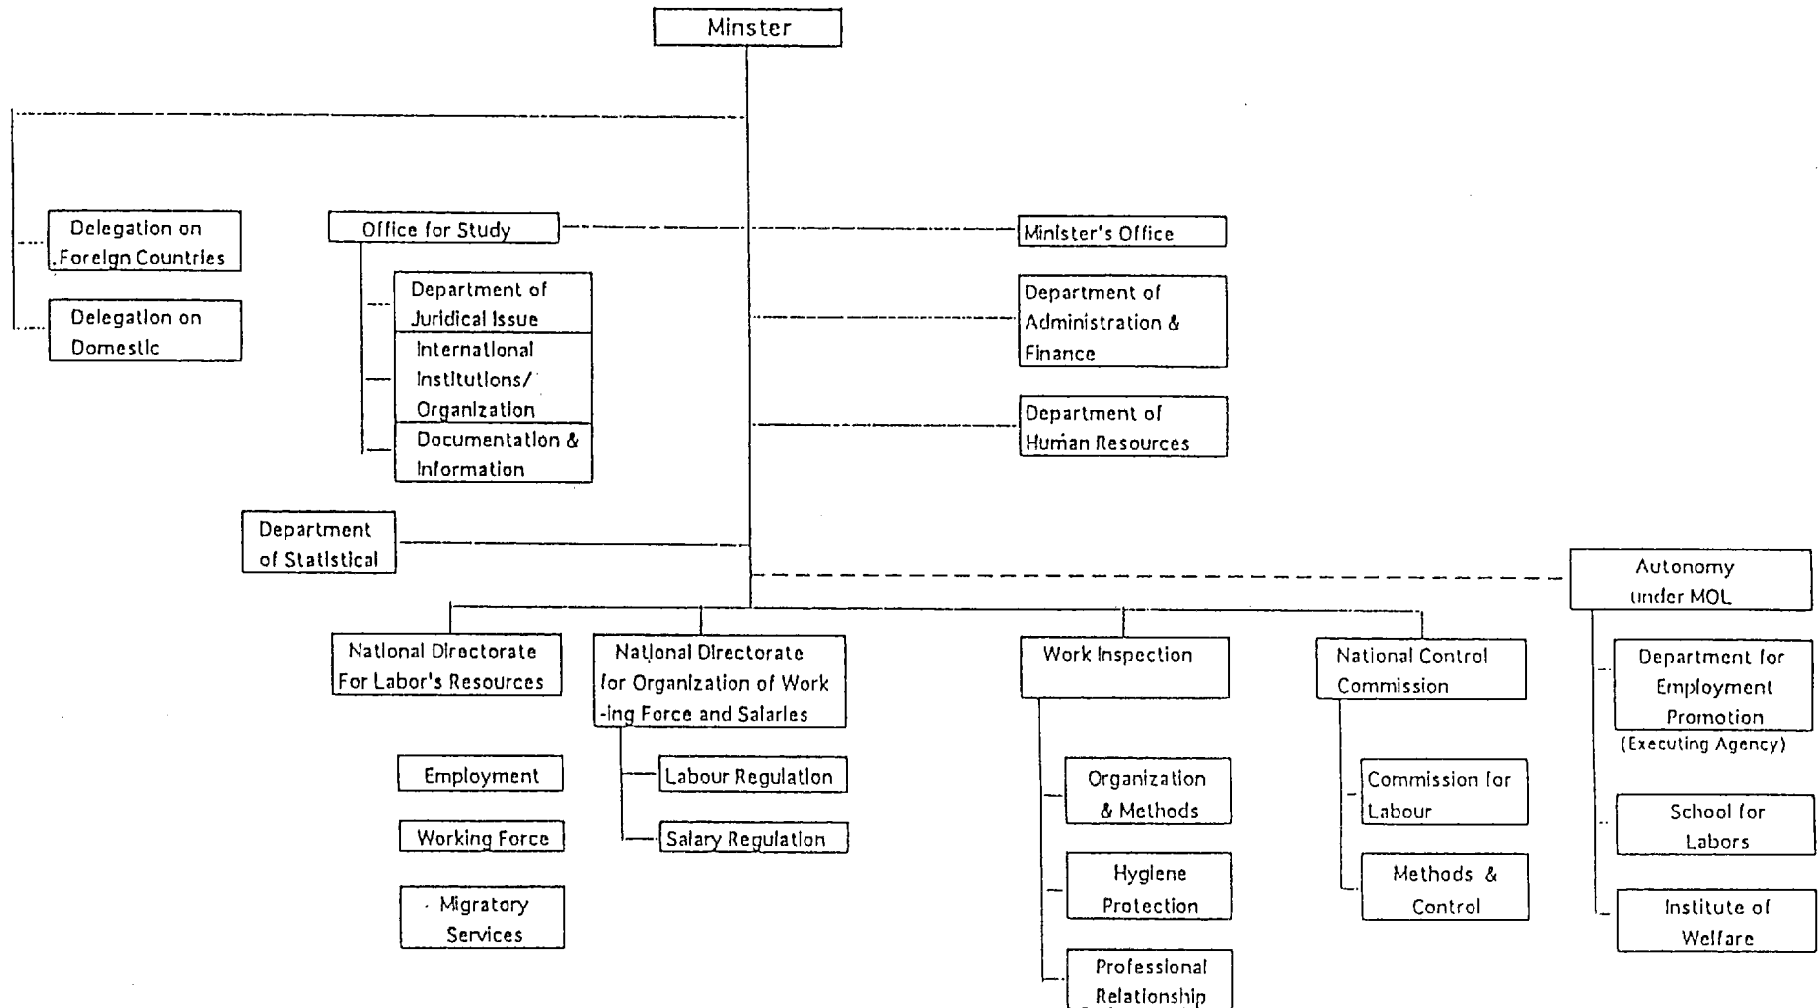 Minster
Delegation on
Foreign Countries
Delegation on
Domestic
Office for Study
Department of
Juridical Issue
International
Institutions/
Organization
Documentation &
Information
Minister's Office
Department of
Administration &
Finance
Department of
Human Resources
Department
of Statistical
Autonomy
under MOL
National Directorate
For Labor's Resources
Employment
Working Force
Migratory
Services
National Directorate
for Organization of Work
-ing Force and Salaries
Labour Regulation
Salary Regulation
Work Inspection
Organization
& Methods
Hygiene
Protection
Professional
Relationship
National Control
Commission
Commission for
Labour
Methods &
Control
Department for
Employment
Promotion
(Executing Agency)
School for
Labors
Institute of
Welfare